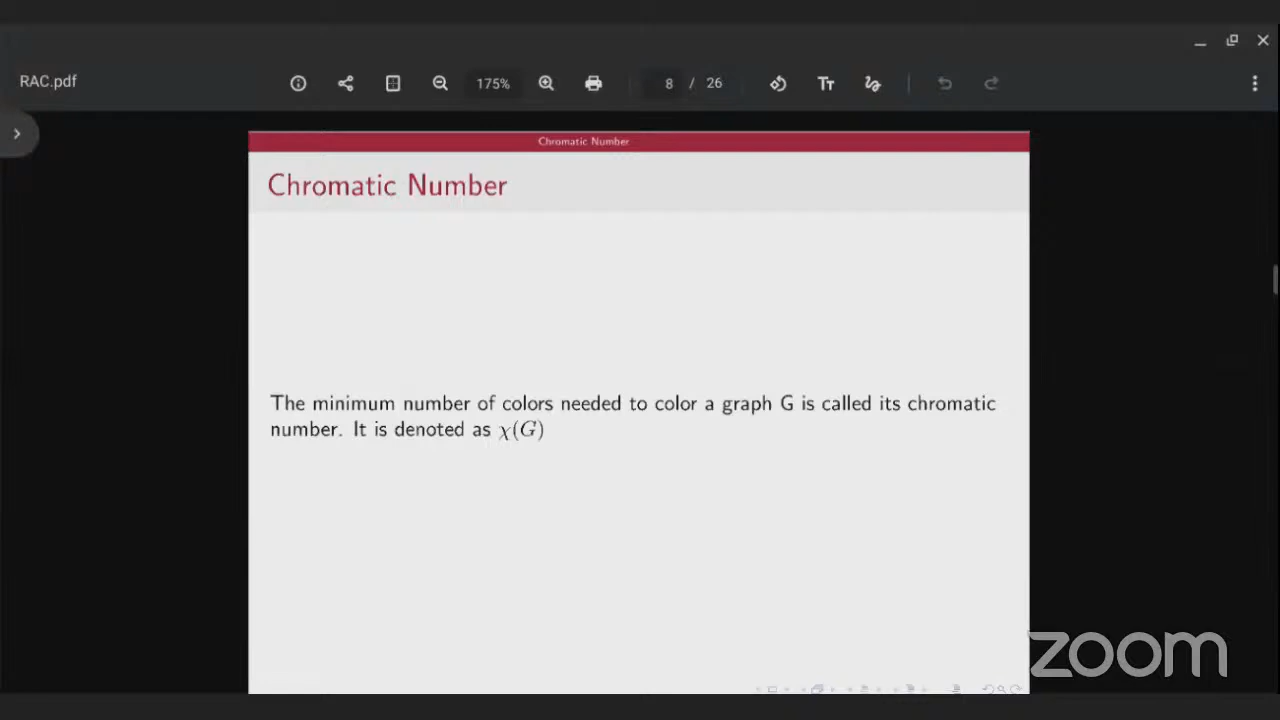 RAC.pdf
175%
8 / 26
Tт
Chromatic Number
Chromatic Number
The minimum number of colors needed to color a graph G is called its chromatic
number. It is denoted as χ(G)
zoom